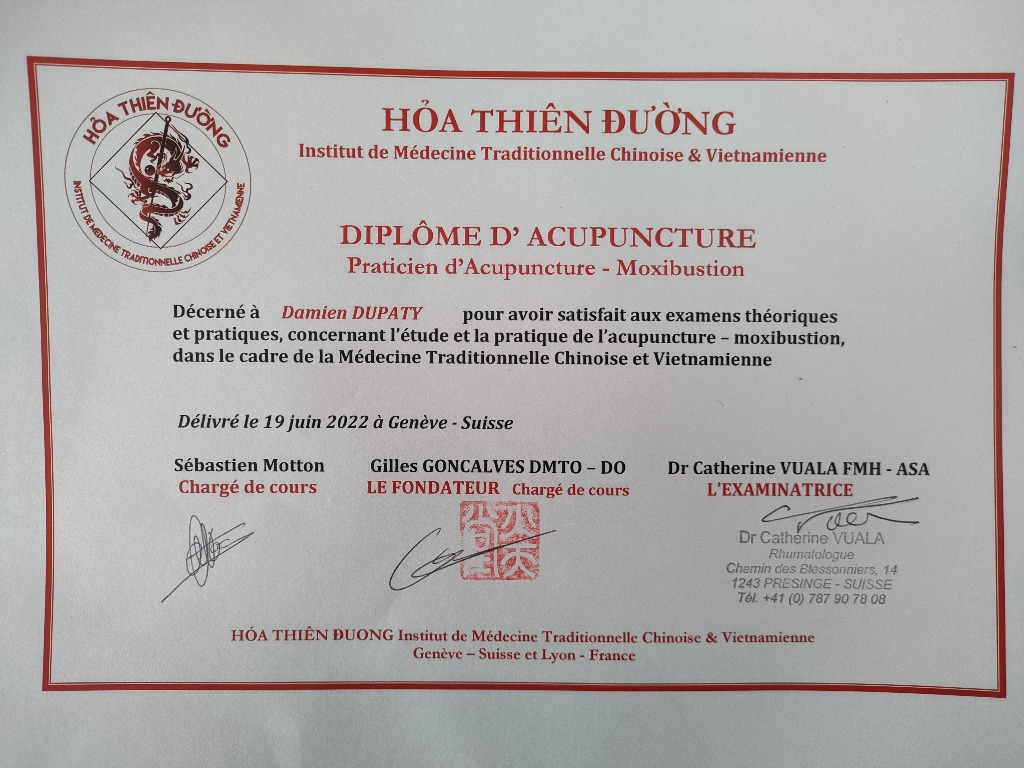 HỎA THIÊN ĐƯỜNG
INSTITUT DE MÉDECINE TRADITIONNELLE CHINOISE ET VIETNAMIENNE
HỎA THIÊN ĐƯỜNG
Institut de Médecine Traditionnelle Chinoise & Vietnamienne
DIPLÔME D’ ACUPUNCTURE
Praticien d’Acupuncture - Moxibustion
Décerné à Damien DUPATY pour avoir satisfait aux examens théoriques
et pratiques, concernant l’étude et la pratique de l’acupuncture – moxibustion,
dans le cadre de la Médecine Traditionnelle Chinoise et Vietnamienne
Délivré le 19 juin 2022 à Genève - Suisse
Sébastien Motton Gilles GONCALVES DMTO – DO Dr Catherine VUALA FMH - ASA
Chargé de cours LE FONDATEUR Chargé de cours L’EXAMINATRICE
Dr Catherine VUALA
Rhumatologue
Chemin des Blessonniers, 14
1243 PRESINGE - SUISSE
Tél. +41 (0) 787 90 78 08
HÓA THIÊN ĐUONG Institut de Médecine Traditionnelle Chinoise & Vietnamienne
Genève – Suisse et Lyon - France